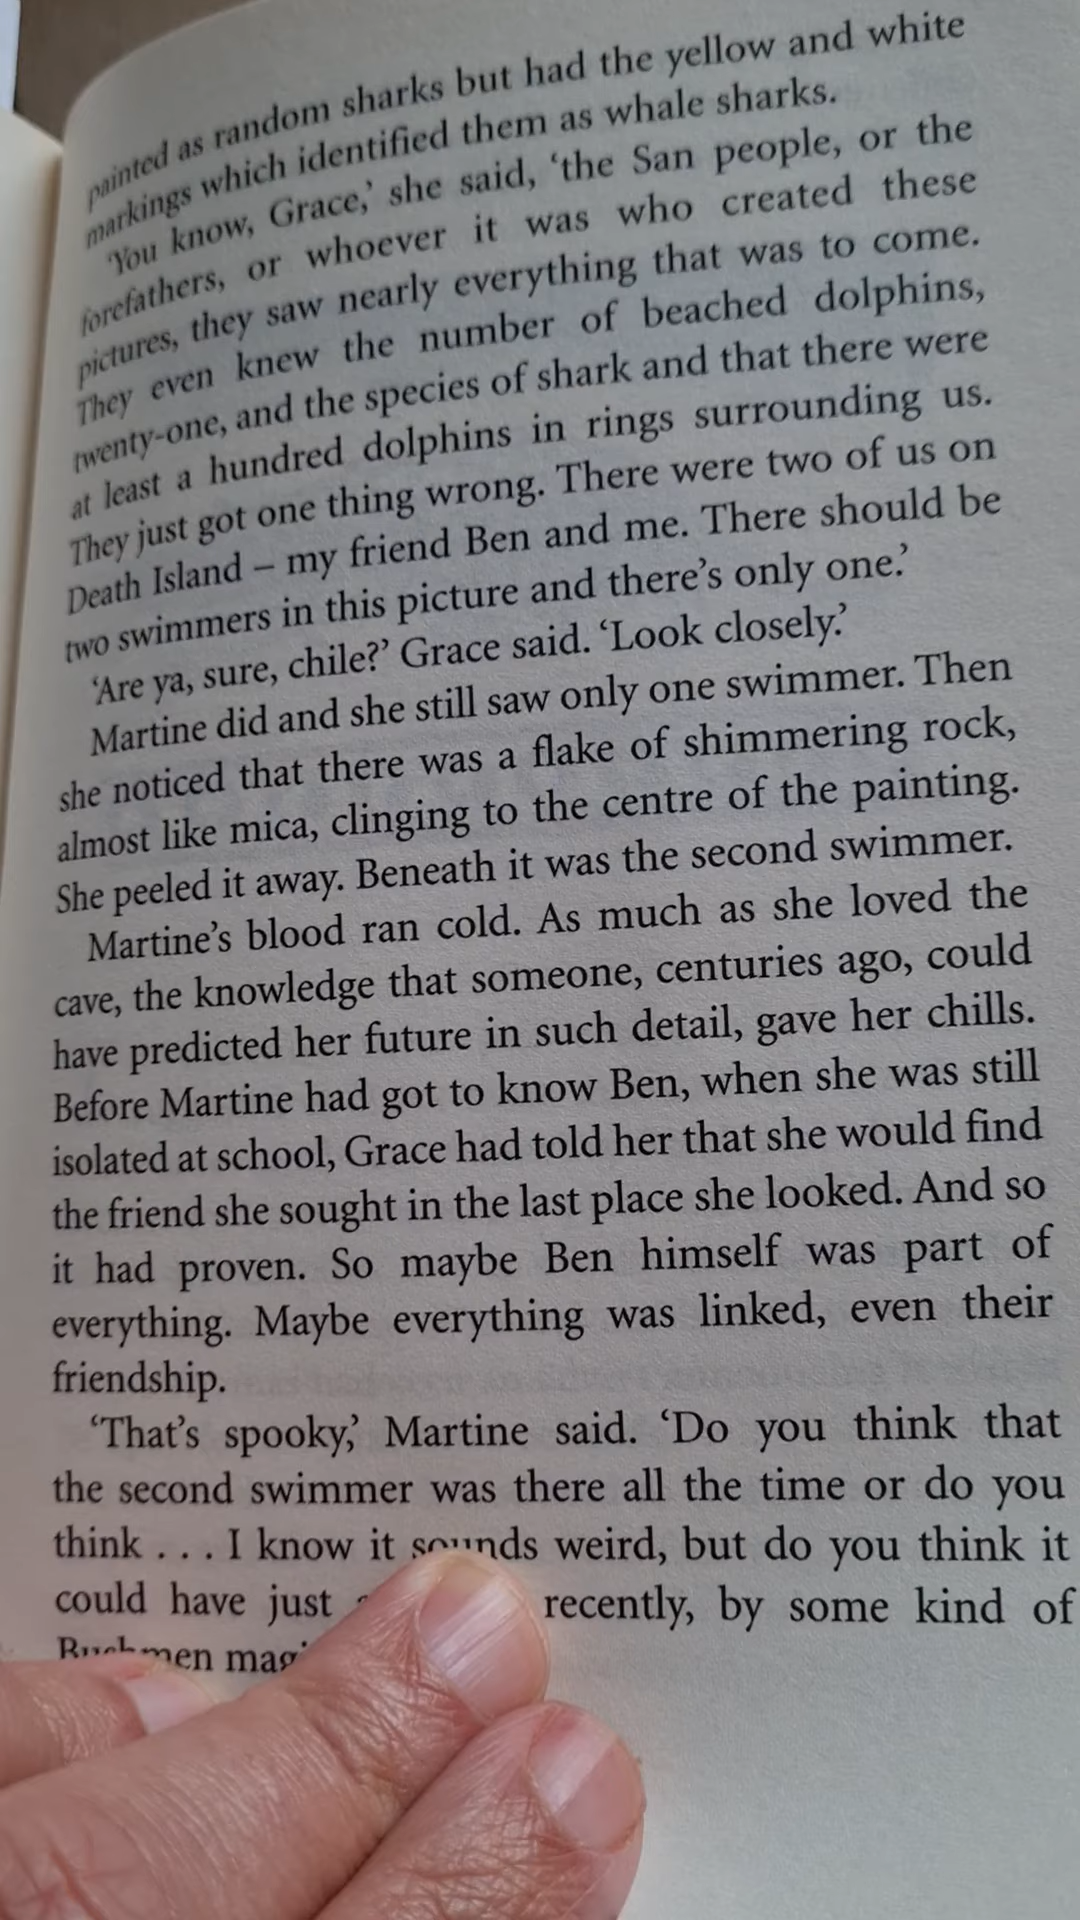 painted as random sharks but had the yellow and white
markings which identified them as whale sharks.
‘You know, Grace,’ she said, ‘the San people, or the
forefathers, or whoever it was who created these
pictures, they saw nearly everything that was to come.
They even knew the number of beached dolphins,
twenty-one, and the species of shark and that there were
at least a hundred dolphins in rings surrounding us.
They just got one thing wrong. There were two of us on
Death Island – my friend Ben and me. There should be
two swimmers in this picture and there’s only one.’
‘Are ya, sure, chile?’ Grace said. ‘Look closely.’
Martine did and she still saw only one swimmer. Then
she noticed that there was a flake of shimmering rock,
almost like mica, clinging to the centre of the painting.
She peeled it away. Beneath it was the second swimmer.
Martine’s blood ran cold. As much as she loved the
cave, the knowledge that someone, centuries ago, could
have predicted her future in such detail, gave her chills.
Before Martine had got to know Ben, when she was still
isolated at school, Grace had told her that she would find
the friend she sought in the last place she looked. And so
it had proven. So maybe Ben himself was part of
everything. Maybe everything was linked, even their
friendship.
‘That’s spooky,’ Martine said. ‘Do you think that
the second swimmer was there all the time or do you
think . . . I know it sounds weird, but do you think it
could have just recently, by some kind of